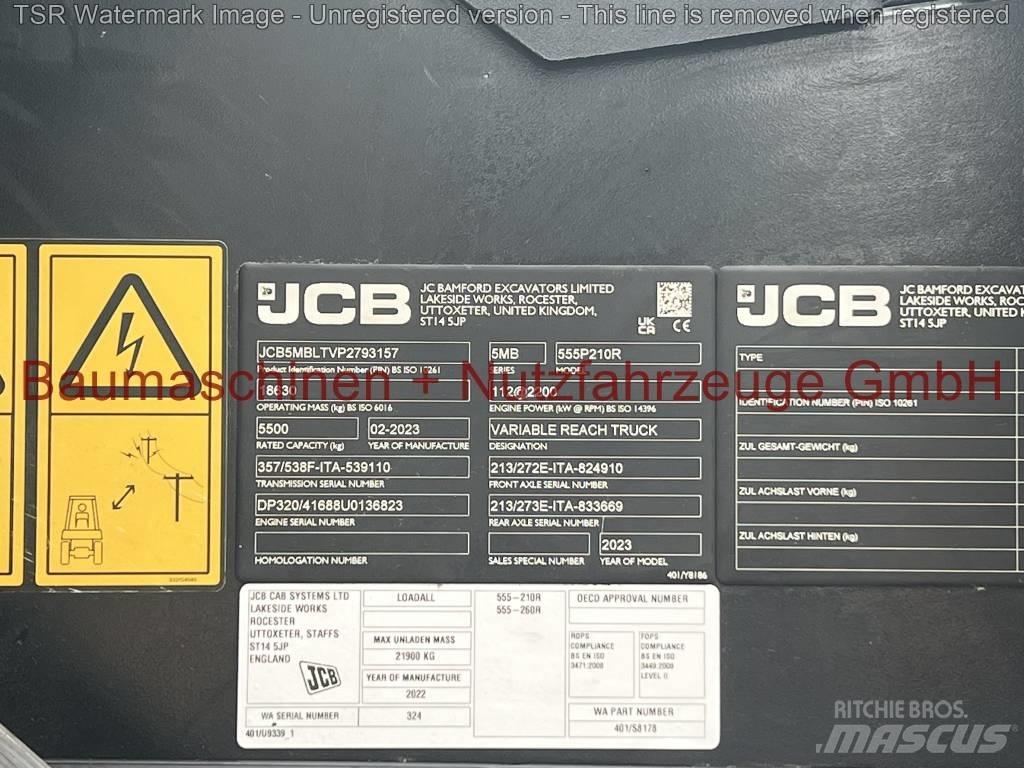 TSR Watermark Image - Unregistered version - This line is removed when registered
JCB
JC BAMFORD EXCAVATORS LIMITED
LAKESIDE WORKS, ROCESTER,
UTTOXETER, UNITED KINGDOM,
ST14 5JP
UK
CA
CE
JCB5MBLTVP2793157
Product Identification Number (PIN) BS ISO 10261
5MB
SERIES
555P210R
MODEL
18630
OPERATING MASS (kg) BS ISO 6016
112@2200
ENGINE POWER (kW @ RPM) BS ISO 14396
5500
RATED CAPACITY (kg)
02-2023
YEAR OF MANUFACTURE
VARIABLE REACH TRUCK
DESIGNATION
357/538F-ITA-539110
TRANSMISSION SERIAL NUMBER
213/272E-ITA-824910
FRONT AXLE SERIAL NUMBER
DP320/41688U0136823
ENGINE SERIAL NUMBER
213/273E-ITA-833669
REAR AXLE SERIAL NUMBER
HOMOLOGATION NUMBER
SALES SPECIAL NUMBER
2023
YEAR OF MODEL
401/Y8186
JCB
JC BAMFORD EXCAVA
LAKESIDE WORKS, ROC
UTTOXETER, UNITED K
ST14 5JP
TYPE
IDENTIFICATION NUMBER (PIN) ISO 10261
ZUL GESAMT-GEWICHT (kg)
ZUL ACHSLAST VORNE (kg)
ZUL ACHSLAST HINTEN (kg)
Baumaschinen + Nutzfahrzeuge GmbH
JCB CAB SYSTEMS LTD
LAKESIDE WORKS
ROCESTER
UTTOXETER, STAFFS
ST14 5JP
ENGLAND
JCB
LOADALL
555-210R
555-260R
MAX UNLADEN MASS
21900 KG
YEAR OF MANUFACTURE
2022
WA SERIAL NUMBER
324
401/U9339_1
OECD APPROVAL NUMBER
ROPS
COMPLIANCE
BS EN ISO
3471:2008
FOPS
COMPLIANCE
BS EN ISO
3449:2008
LEVEL II
WA PART NUMBER
401/S8178
RITCHIE BROS.
MASCUS